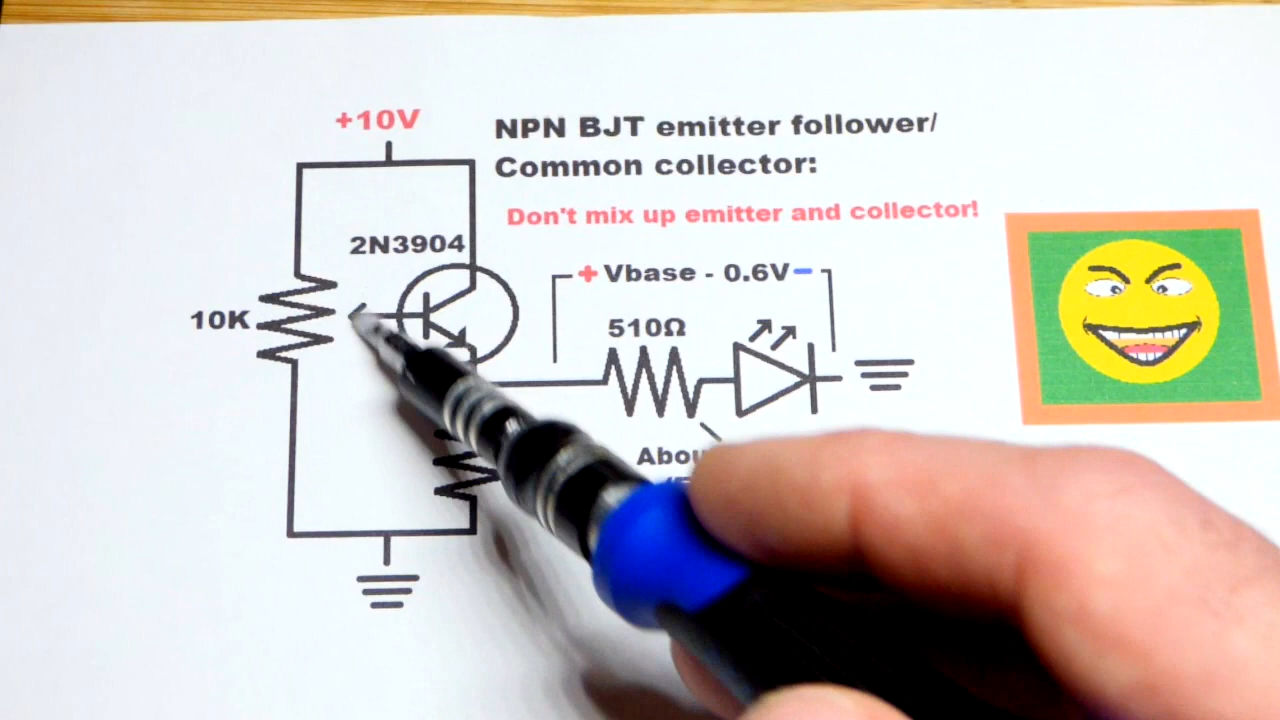 +10V
NPN BJT emitter follower/
Common collector:
Don't mix up emitter and collector!
2N3904
+ Vbase - 0.6V-
10K
510Ω